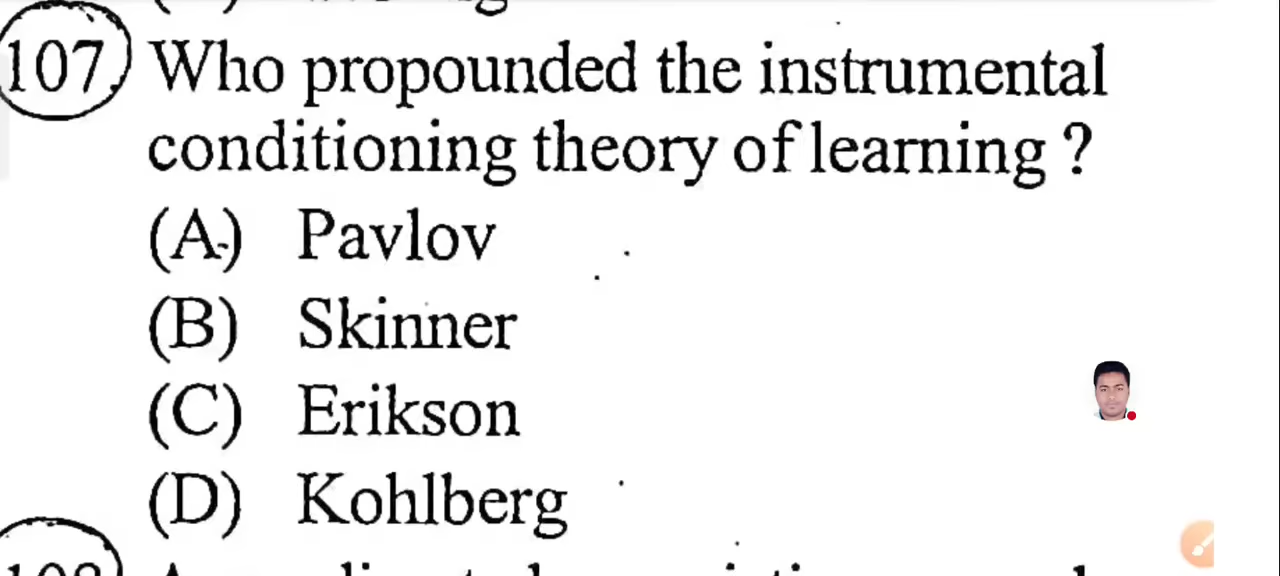 107. Who propounded the instrumental
conditioning theory of learning ?
(A) Pavlov
(B) Skinner
(C) Erikson
(D) Kohlberg